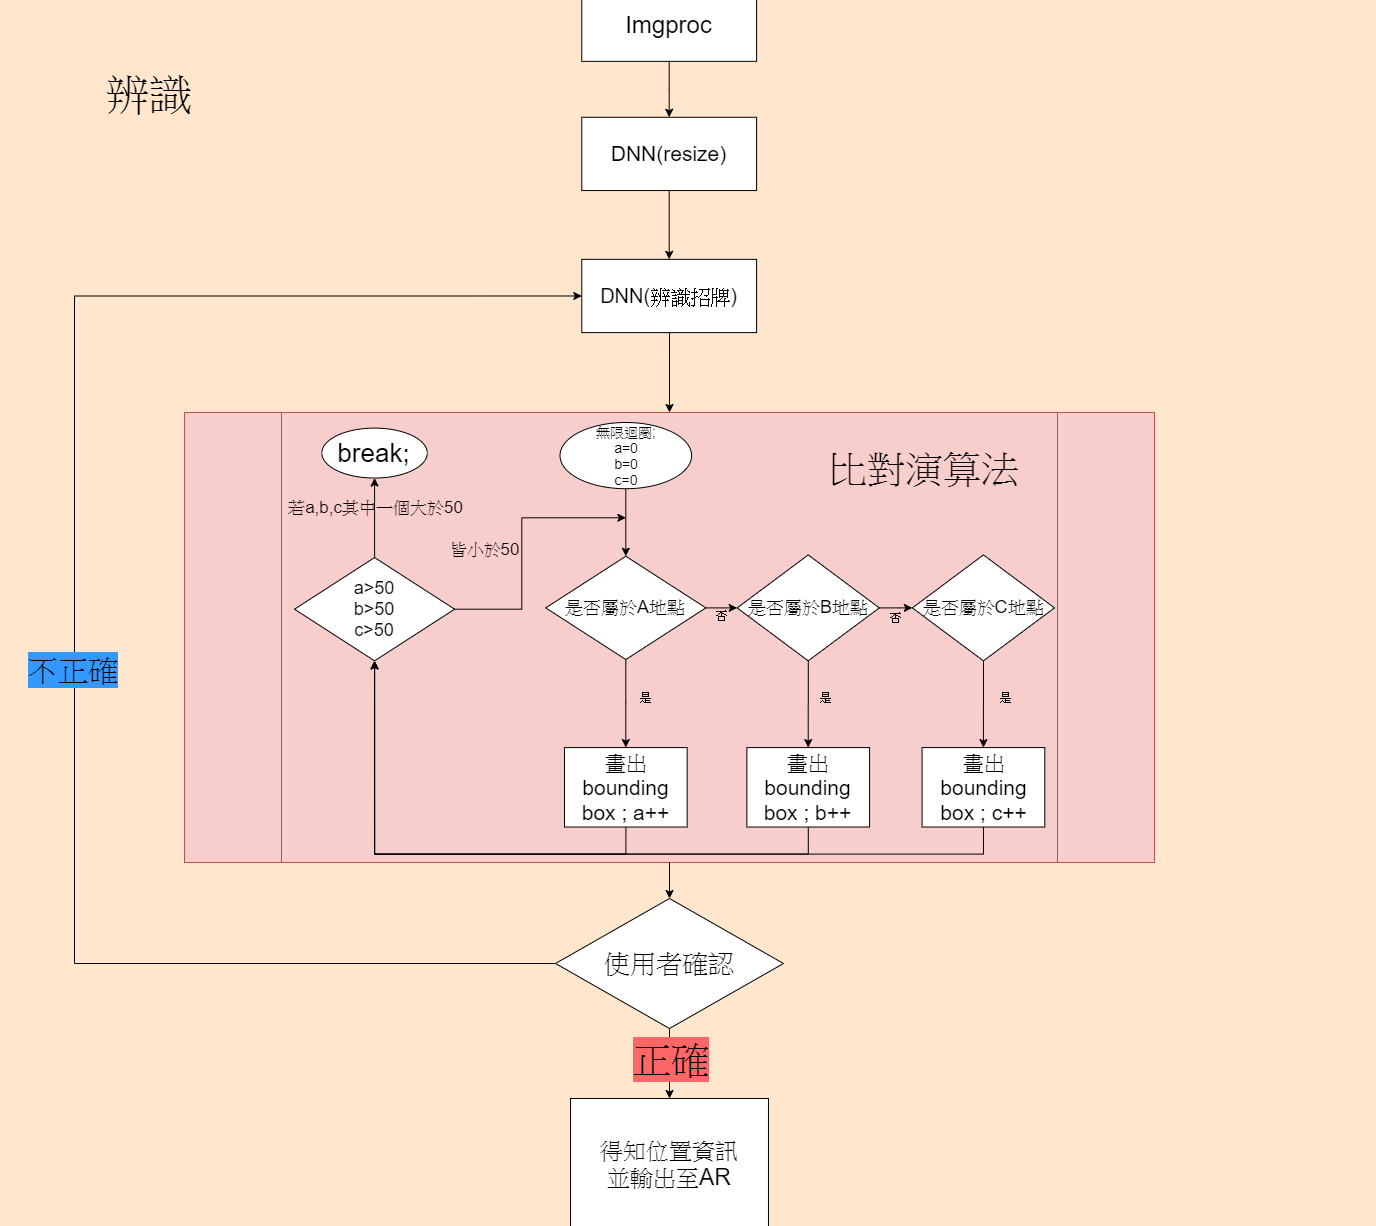 Imgproc
辨識
DNN(resize)
DNN(辨識招牌)
break;
無限迴圈;
a=0
b=0
c=0
比對演算法
若a,b,c其中一個大於50
皆小於50
a>50
b>50
c>50
是否屬於A地點
否
是否屬於B地點
否
是否屬於C地點
不正確
是
是
是
畫出
bounding
box ; a++
畫出
bounding
box ; b++
畫出
bounding
box ; c++
使用者確認
正確
得知位置資訊
並輸出至AR